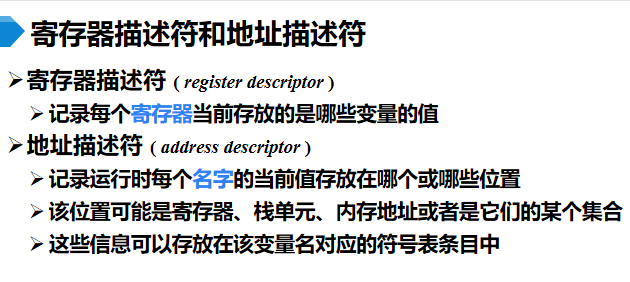 寄存器描述符和地址描述符
寄存器描述符 ( register descriptor )
记录每个寄存器当前存放的是哪些变量的值
地址描述符 ( address descriptor )
记录运行时每个名字的当前值存放在哪个或哪些位置
该位置可能是寄存器、栈单元、内存地址或者是它们的某个集合
这些信息可以存放在该变量名对应的符号表条目中